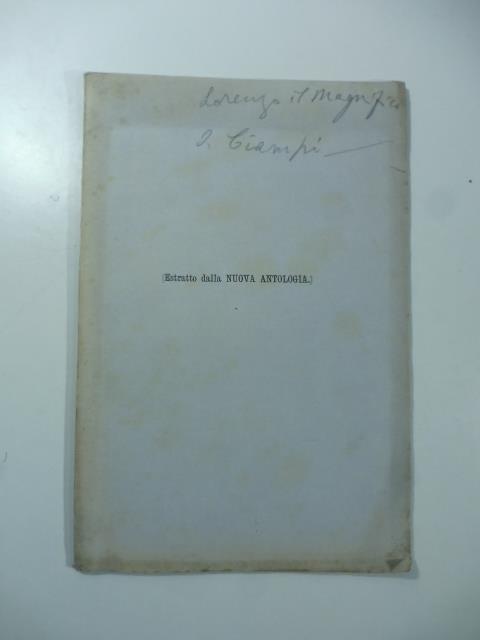 Lorenzo il Magnifico
I. Ciampi
(Estratto dalla NUOVA ANTOLOGIA.)